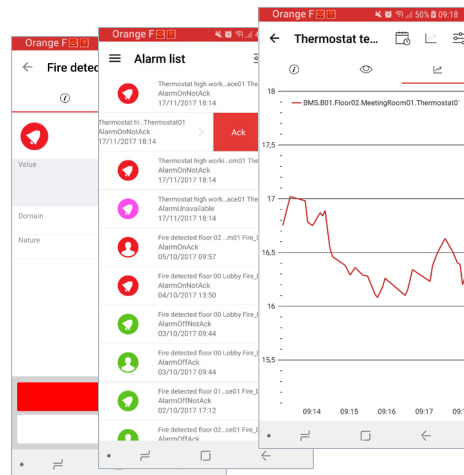 Orange F
Fire detec
Value
Domain
Nature
Orange F
Alarm list
Thermostat high work...ace01 The
AlarmOnNotAck
17/11/2017 18:14
Thermostat hi...Thermostat01
AlarmOnNotAck
17/11/2017 18:14
Ack
Thermostat high worki...om01 The
AlarmOnNotAck
17/11/2017 18:14
Thermostat high work...ace01 The
AlarmUnavailable
17/11/2017 18:14
Fire detected floor 02 ...m01 Fire_
AlarmOnAck
05/10/2017 09:57
Fire detected floor 00 Lobby Fire_
AlarmOnNotAck
04/10/2017 13:50
Fire detected floor 00 Lobby Fire_
AlarmOffNotAck
03/10/2017 09:44
Fire detected floor 00 Lobby Fire_
AlarmOffAck
03/10/2017 09:44
Fire detected floor 01...ce01 Fire_D
AlarmOffNotAck
02/10/2017 17:12
Fire detected floor 02...ce01 Fire_
AlarmOffAck
Orange F
50% 09:18
Thermostat te...
18
BMS.B01.Floor02.MeetingRoom01.Thermostat0
17,5
17
16,5
16
15,5
09:14 09:15 09:16 09:17